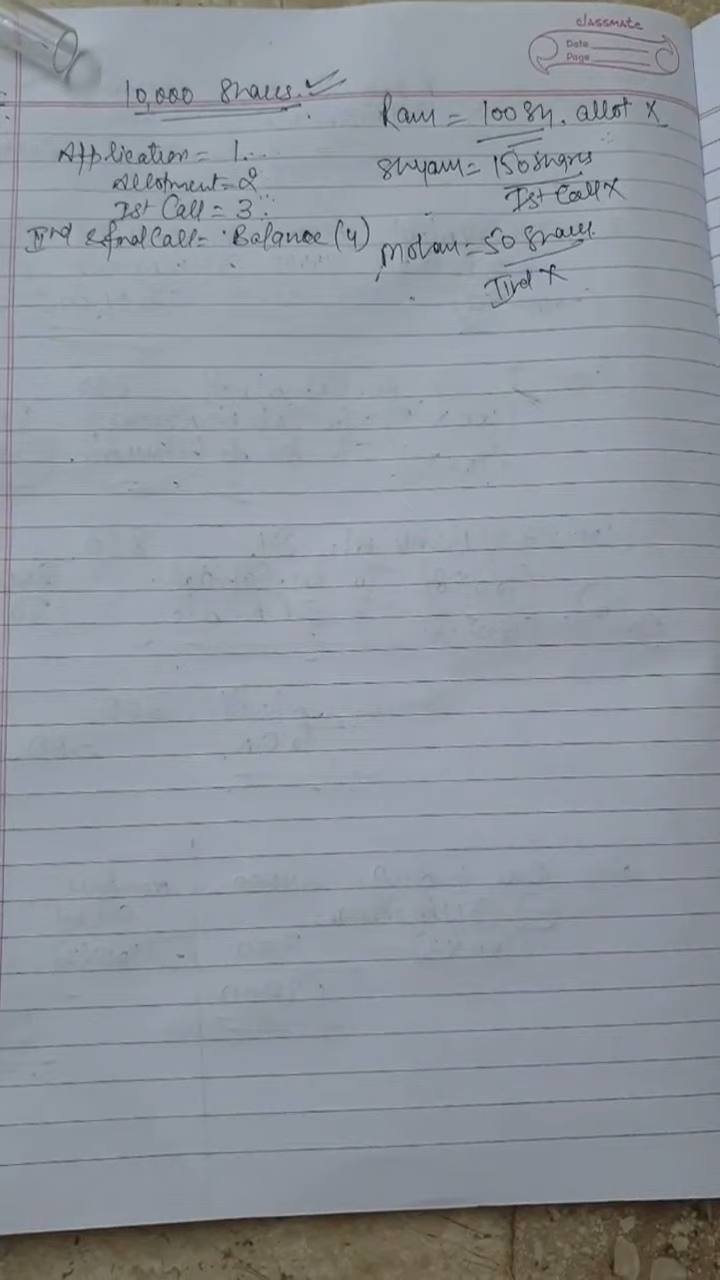 classmate
Date
Page
10,000 Shares. ✓
Application = 1..
Allotment = 2
Ist Call = 3
IInd & final Call = Balance (4)
Ram = 100 Sh. allot X
Shyam = 150 Shares
Ist Call X
Mohan = 50 Shares.
IInd X